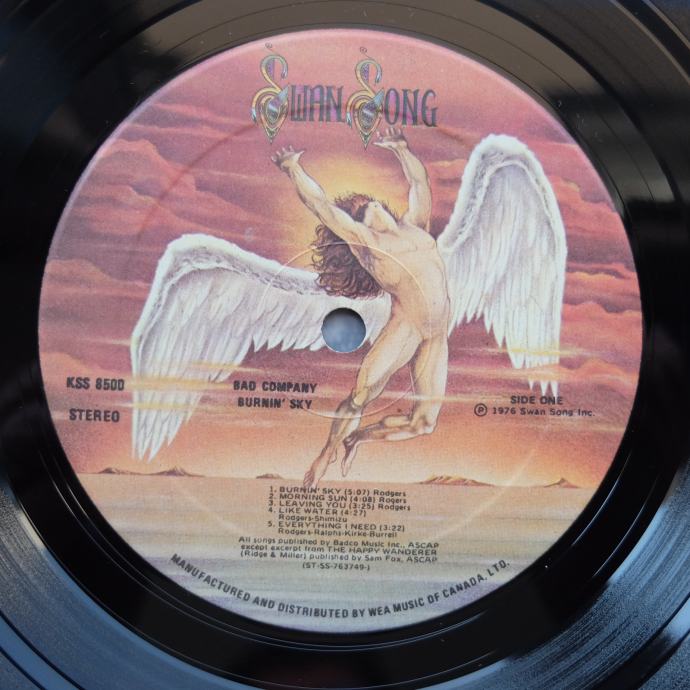 SWAN SONG
KSS 8500
STEREO
BAD COMPANY
BURNIN' SKY
SIDE ONE
Ⓟ 1976 Swan Song Inc.
1. BURNIN' SKY (5:07) Rodgers
2. MORNING SUN (4:08) Rogers
3. LEAVING YOU (3:25) Rodgers
4. LIKE WATER (4:27)
Rodgers-Shimizu
5. EVERYTHING I NEED (3:22)
Rodgers-Ralphs-Kirke-Burrell
All songs published by Badco Music Inc., ASCAP
except excerpt from THE HAPPY WANDERER
(Ridge & Miller) published by Sam Fox, ASCAP
(ST-SS-763749-)
MANUFACTURED AND DISTRIBUTED BY WEA MUSIC OF CANADA, LTD.